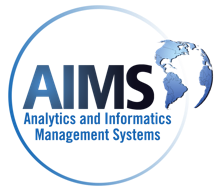 AIMS
Analytics and Informatics
Management Systems